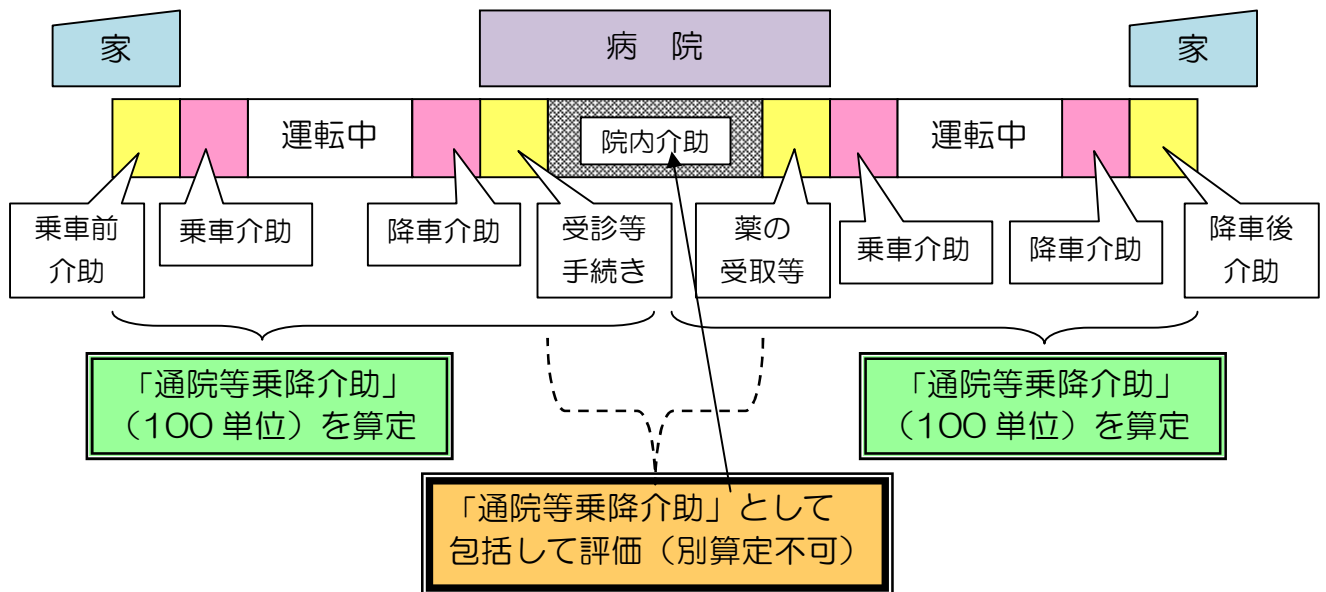 家
病　院
家
運転中
院内介助
運転中
乗車前
介助
乗車介助
降車介助
受診等
手続き
薬の
受取等
乗車介助
降車介助
降車後
介助
「通院等乗降介助」
（100 単位）を算定
「通院等乗降介助」
（100 単位）を算定
「通院等乗降介助」として
包括して評価（別算定不可）